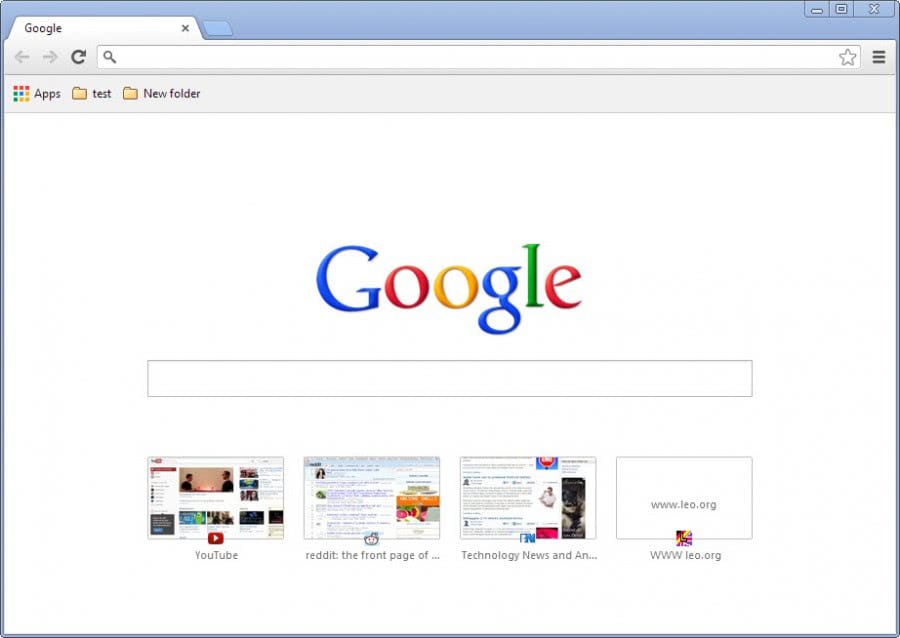 Google
Apps test New folder
Google
www.leo.org
YouTube reddit: the front page of ... Technology News and An... WWW leo.org